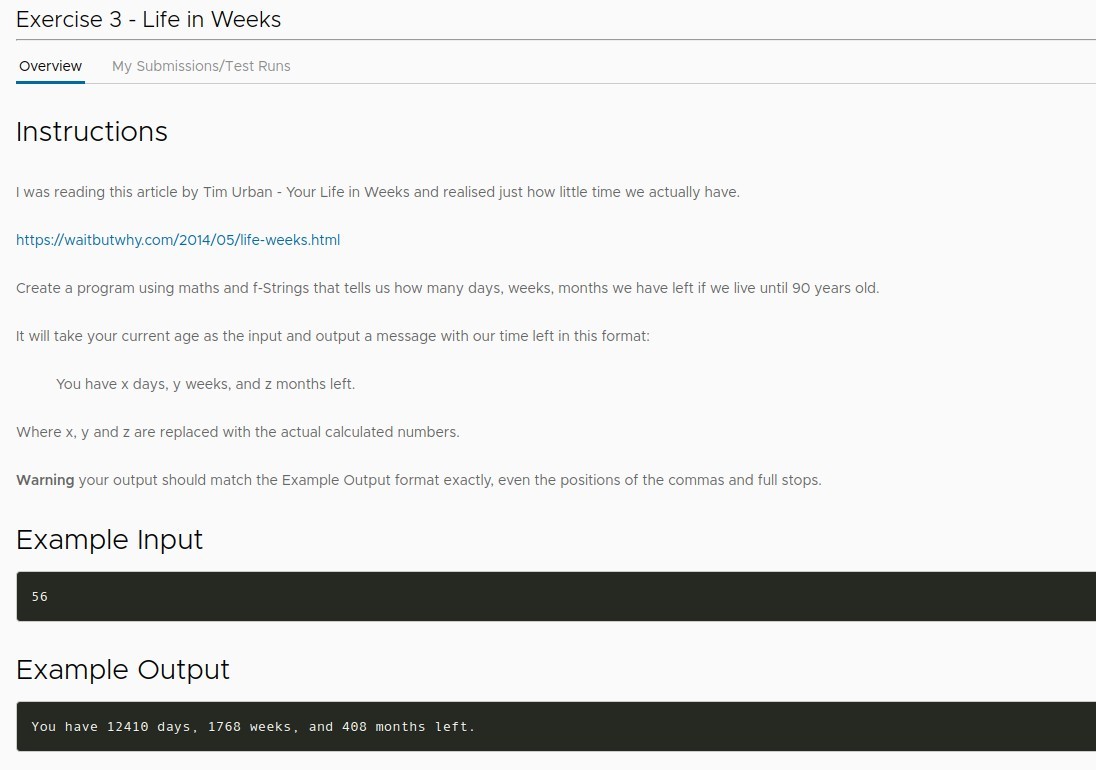 Exercise 3 - Life in Weeks
Overview My Submissions/Test Runs
Instructions
I was reading this article by Tim Urban - Your Life in Weeks and realised just how little time we actually have.
https://waitbutwhy.com/2014/05/life-weeks.html
Create a program using maths and f-Strings that tells us how many days, weeks, months we have left if we live until 90 years old.
It will take your current age as the input and output a message with our time left in this format:
You have x days, y weeks, and z months left.
Where x, y and z are replaced with the actual calculated numbers.
Warning your output should match the Example Output format exactly, even the positions of the commas and full stops.
Example Input
56
Example Output
You have 12410 days, 1768 weeks, and 408 months left.